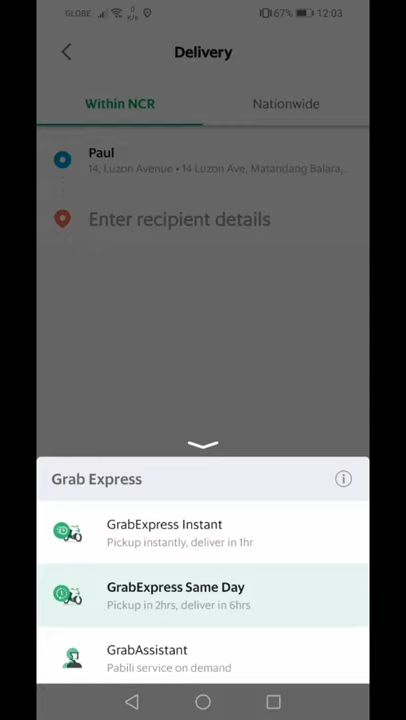 GLOBE 0 K/s 67% 12:03
Delivery
Within NCR Nationwide
Paul
14, Luzon Avenue • 14 Luzon Ave, Matandang Balara,...
Enter recipient details
Grab Express
GrabExpress Instant
Pickup instantly, deliver in 1hr
GrabExpress Same Day
Pickup in 2hrs, deliver in 6hrs
GrabAssistant
Pabili service on demand